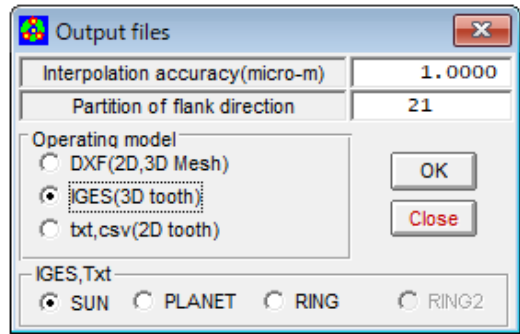 Output files
Interpolation accuracy(micro-m) 1.0000
Partition of flank direction 21
Operating model
DXF(2D,3D Mesh)
IGES(3D tooth)
txt,csv(2D tooth)
OK
Close
IGES,Txt
SUN PLANET RING RING2